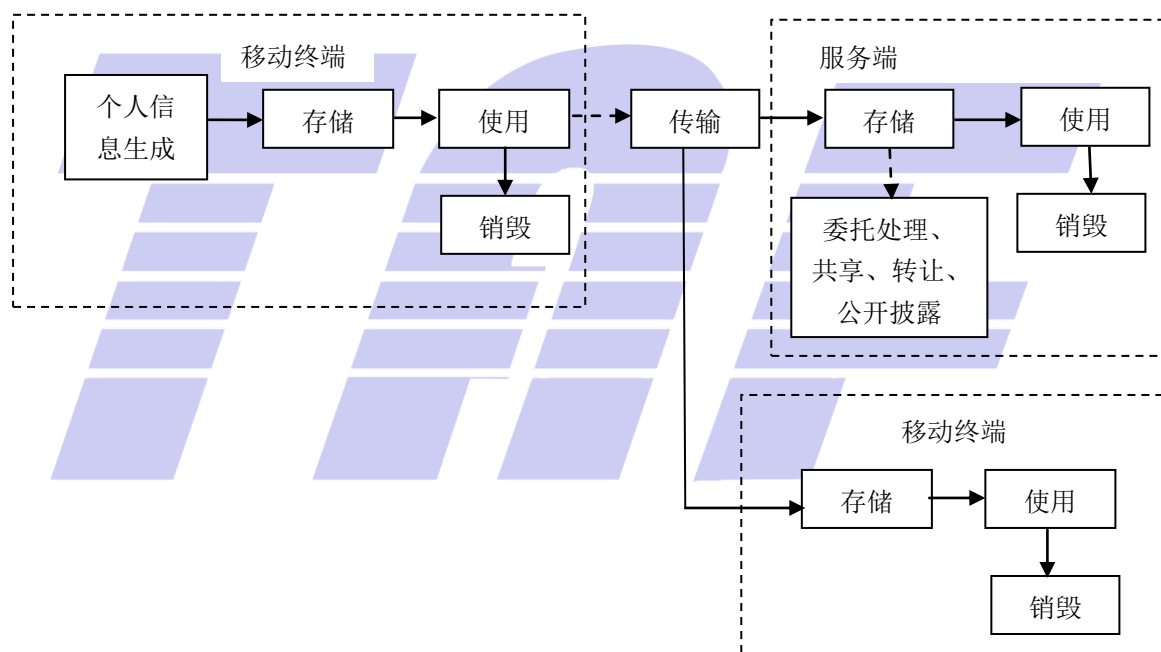 移动终端
个人信
息生成
存储
使用
销毁
传输
服务端
存储
使用
委托处理、
共享、转让、
公开披露
销毁
移动终端
存储
使用
销毁